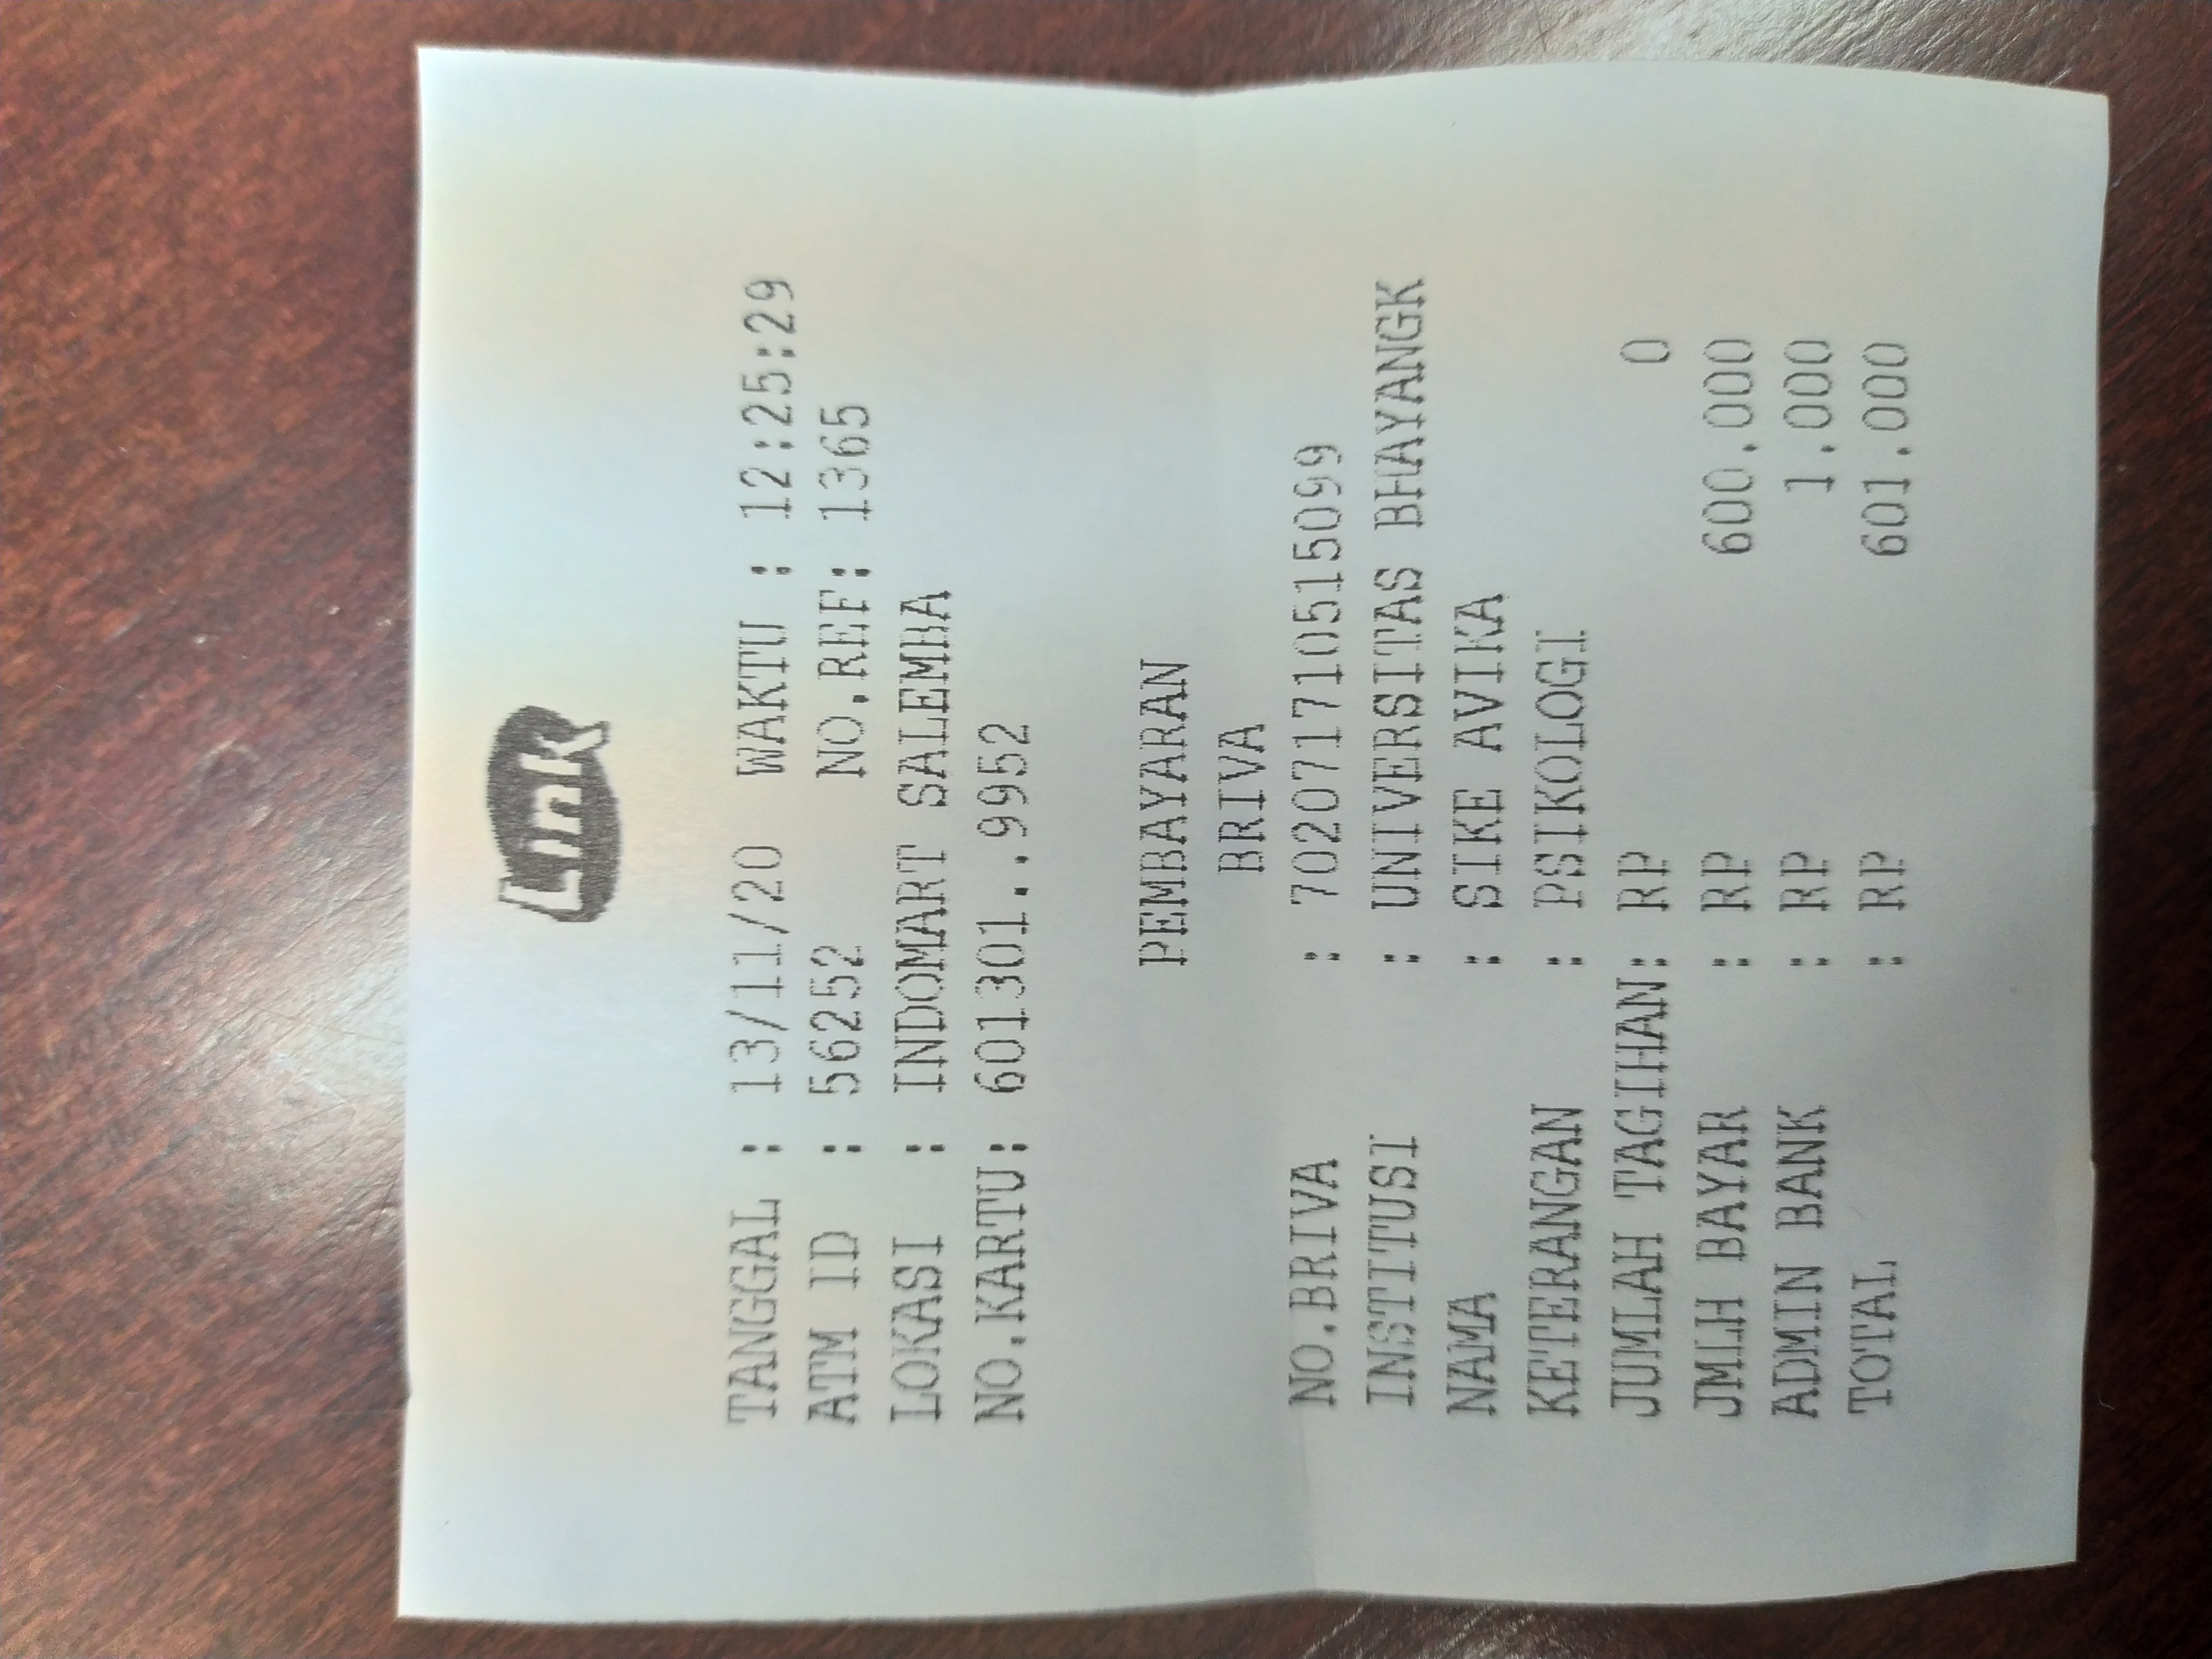 Link
TANGGAL : 13/11/20 WAKTU : 12:25:29
ATM ID : 56252 NO.REF: 1365
LOKASI : INDOMART SALEMBA
NO.KARTU: 601301..9952
PEMBAYARAN
BRIVA
NO.BRIVA : 702071710515099
INSTITUSI : UNIVERSITAS BHAYANGK
NAMA : SIKE AVIKA
KETERANGAN : PSIKOLOGI
JUMLAH TAGIHAN: RP 0
JMLH BAYAR : RP 600.000
ADMIN BANK : RP 1.000
TOTAL : RP 601.000